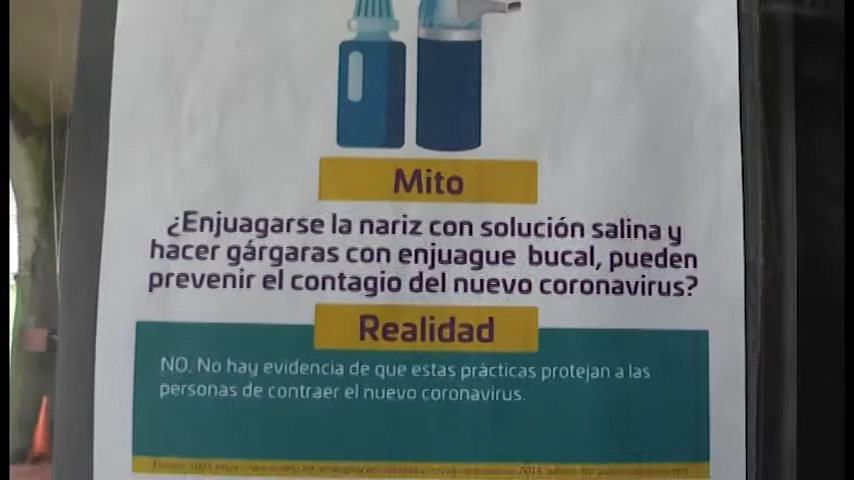 Mito
¿Enjuagarse la nariz con solución salina y
hacer gárgaras con enjuague bucal, pueden
prevenir el contagio del nuevo coronavirus?
Realidad
NO. No hay evidencia de que estas prácticas protejan a las
personas de contraer el nuevo coronavirus.